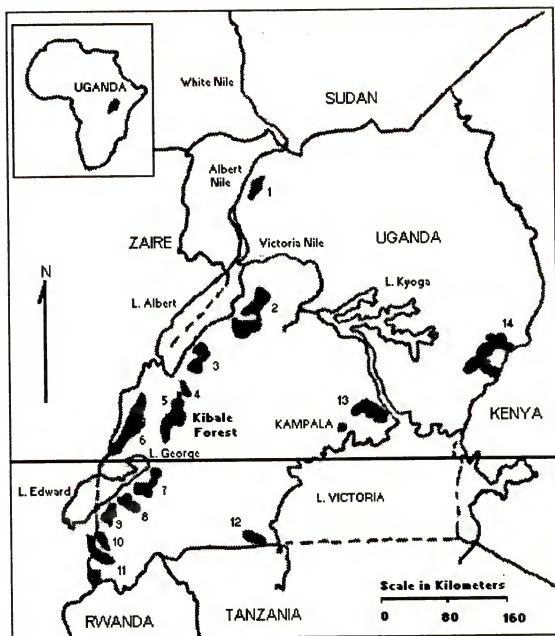 UGANDA
White Nile
SUDAN
Albert Nile
1
ZAIRE
Victoria Nile
UGANDA
N
L. Albert
L. Kyoga
2
14
3
4
5
13
Kibale Forest
KAMPALA
KENYA
6
L. George
7
L. Edward
8
L. VICTORIA
9
12
10
11
Scale in Kilometers
RWANDA
TANZANIA
0 80 160